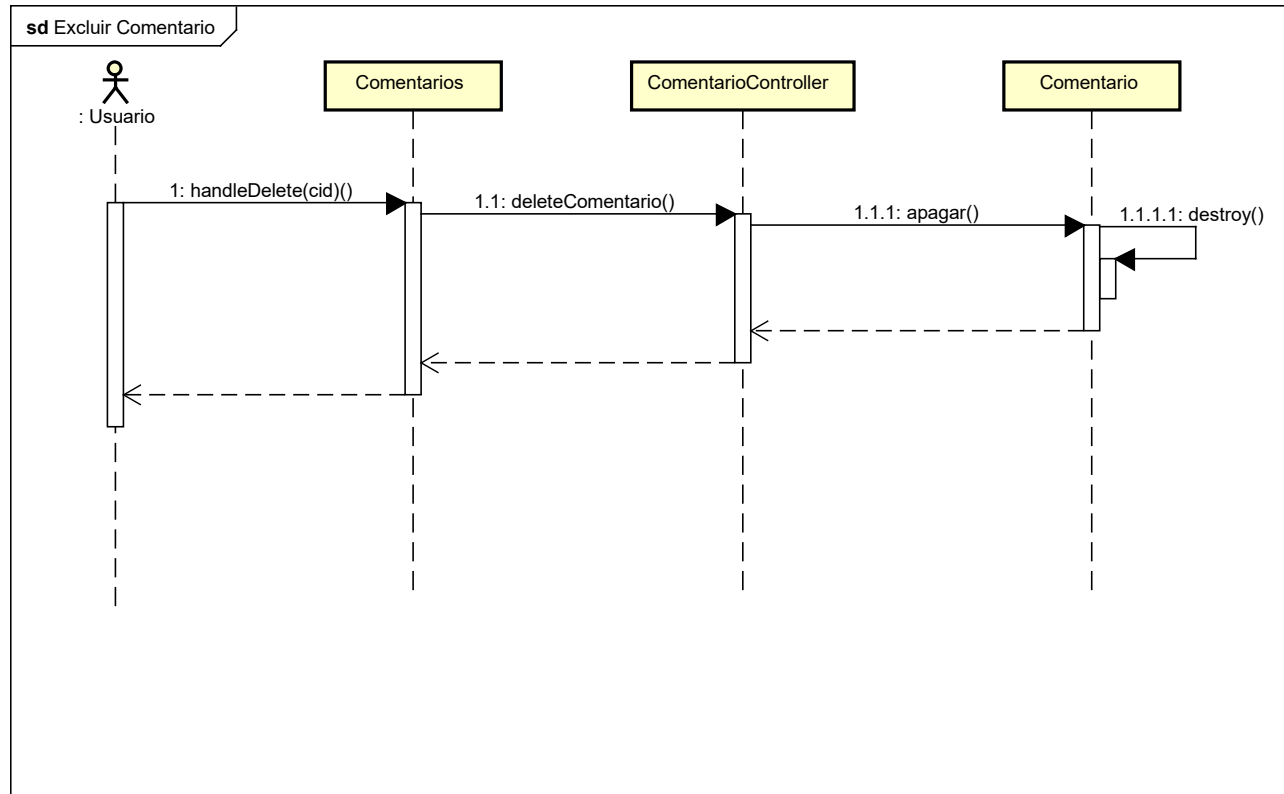 sd Excluir Comentario
: Usuario
Comentarios
ComentarioController
Comentario
1: handleDelete(cid)()
1.1: deleteComentario()
1.1.1: apagar()
1.1.1.1: destroy()